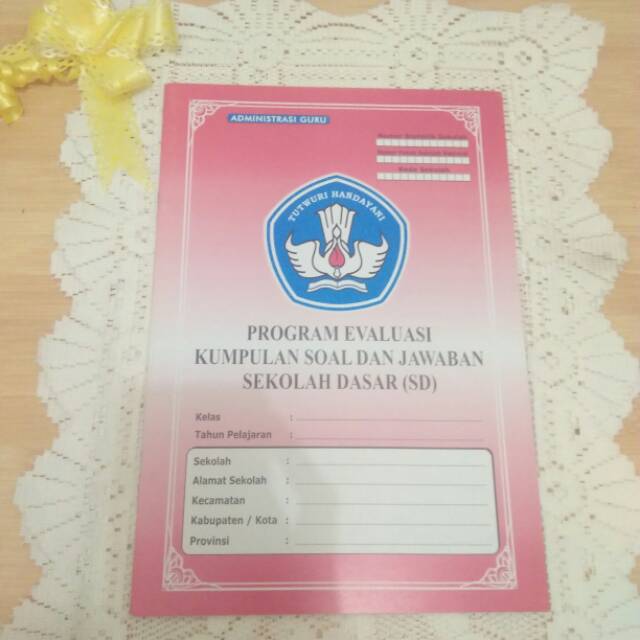 ADMINISTRASI GURU
TUTWURI HANDAYANI
PROGRAM EVALUASI
KUMPULAN SOAL DAN JAWABAN
SEKOLAH DASAR (SD)
Kelas :
Tahun Pelajaran :
Sekolah :
Alamat Sekolah :
Kecamatan :
Kabupaten / Kota :
Provinsi :